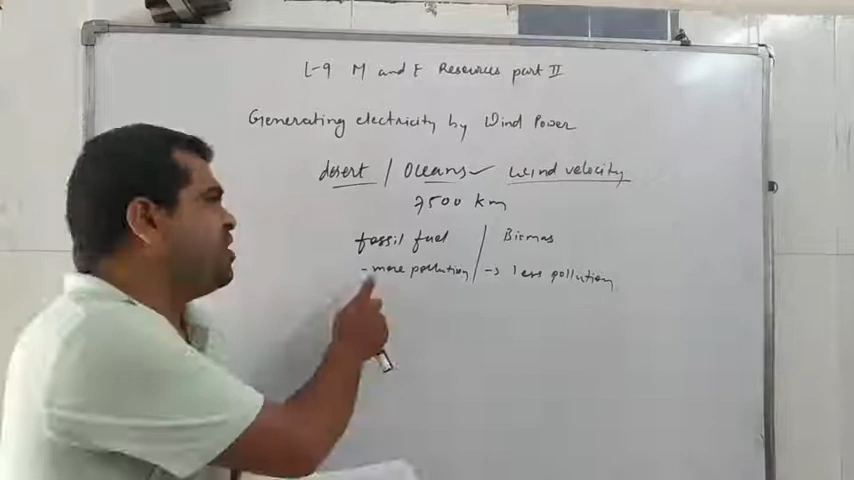 L-9 M and E Resources part II
Generating electricity by Wind Power
desert / Oceans wind velocity
7500 km
fossil fuel / Biomas
- more pollution / → less pollution